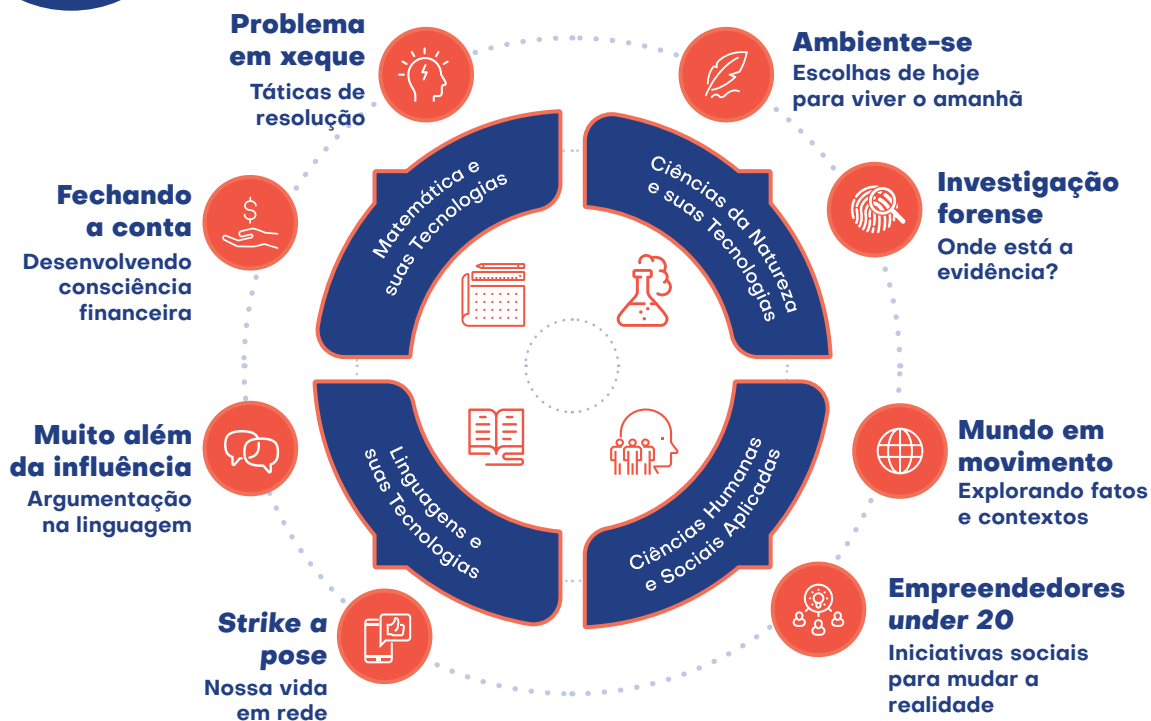 Problema
em xeque
Táticas de
resolução
Ambiente-se
Escolhas de hoje
para viver o amanhã
Fechando
a conta
Desenvolvendo
consciência
financeira
$
Matemática e
suas Tecnologias
Ciências da Natureza
e suas Tecnologias
Investigação
forense
Onde está a
evidência?
Muito além
da influência
Argumentação
na linguagem
Linguagens e
suas Tecnologias
Ciências Humanas
e Sociais Aplicadas
Mundo em
movimento
Explorando fatos
e contextos
Strike a
pose
Nossa vida
em rede
Empreendedores
under 20
Iniciativas sociais
para mudar a
realidade